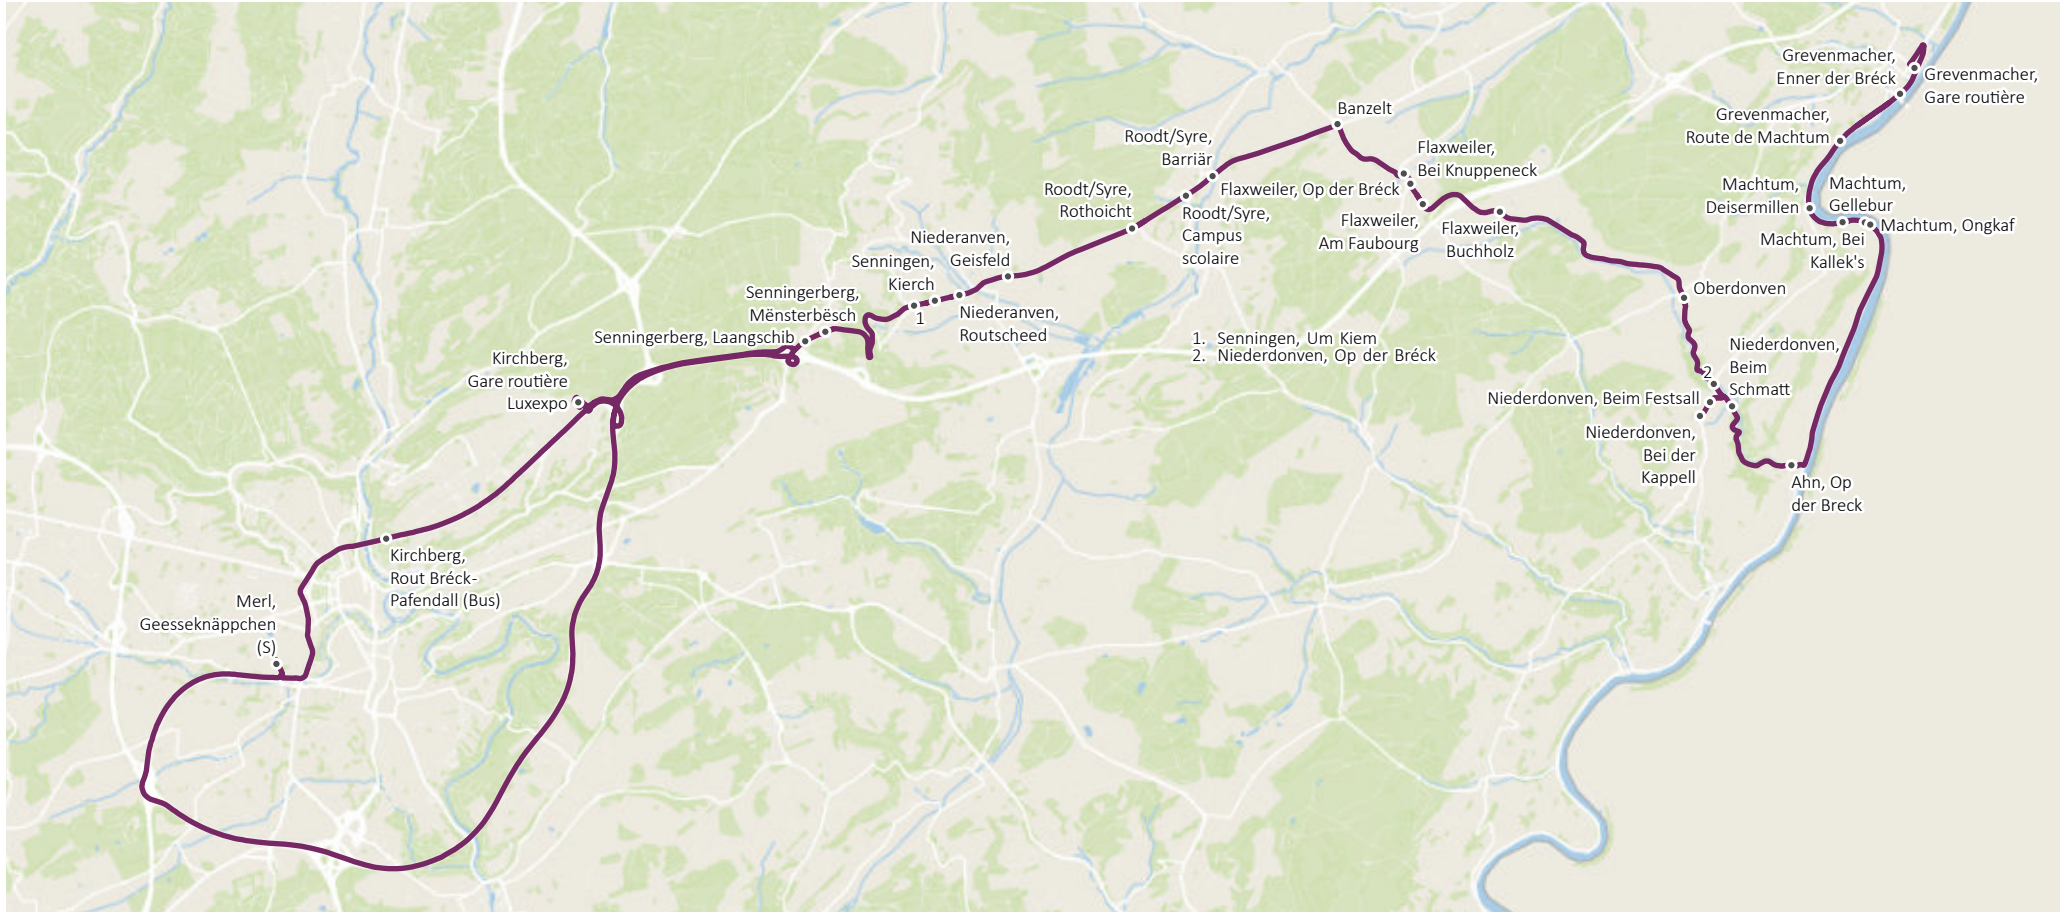 Grevenmacher,
Enner der Bréck
Grevenmacher,
Gare routière
Grevenmacher,
Route de Machtum
Machtum,
Deisermillen
Machtum,
Gellebur
Machtum, Ongkaf
Machtum, Bei
Kallek's
Banzelt
Roodt/Syre,
Barriär
Flaxweiler,
Bei Knuppeneck
Flaxweiler, Op der Bréck
Roodt/Syre,
Rothoicht
Roodt/Syre,
Campus
scolaire
Flaxweiler,
Am Faubourg
Flaxweiler,
Buchholz
Niederanven,
Geisfeld
Senningen,
Kierch
1
Niederanven,
Routscheed
Senningerberg,
Mënsterbësch
Senningerberg, Laangschib
Oberdonven
1. Senningen, Um Kiem
2. Niederdonven, Op der Bréck
Niederdonven,
Beim
Schmatt
2
Niederdonven, Beim Festsall
Niederdonven,
Bei der
Kappell
Ahn, Op
der Breck
Kirchberg,
Gare routière
Luxexpo
Kirchberg,
Rout Bréck-
Pafendall (Bus)
Merl,
Geesseknäppchen
(S)